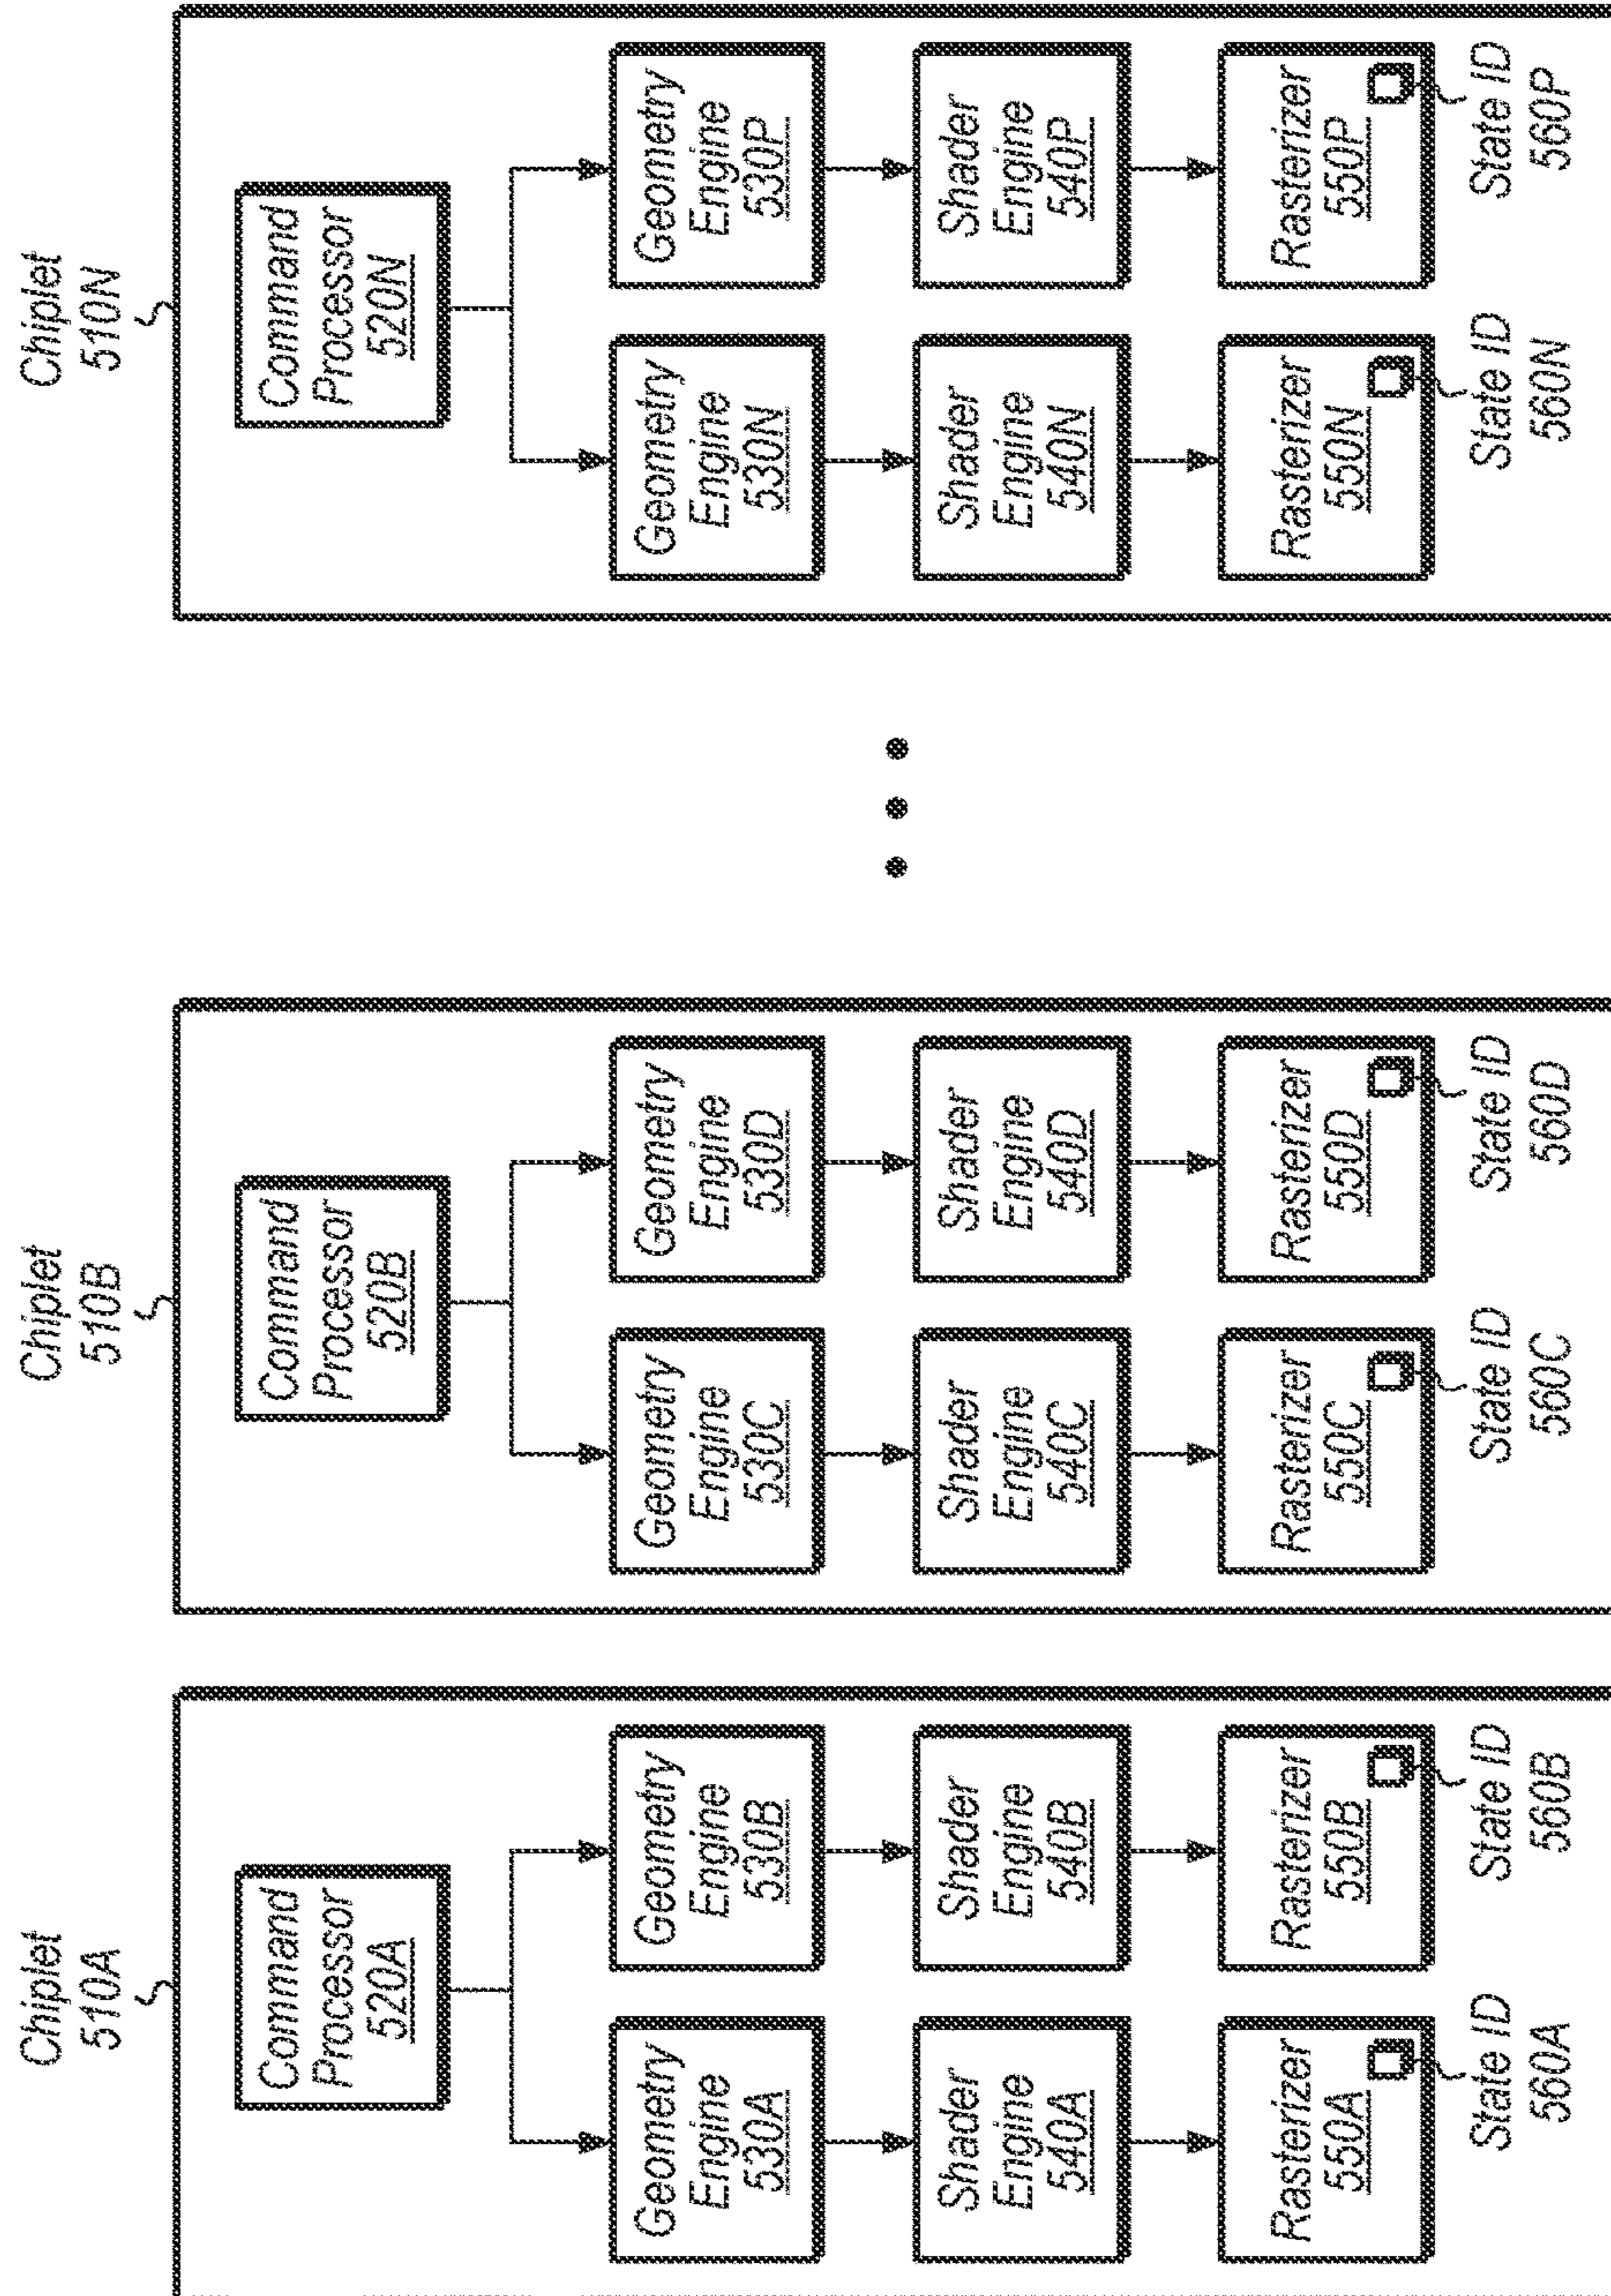 Chiplet
510A
Command
Processor
520A
Geometry
Engine
530A
Geometry
Engine
530B
Shader
Engine
540A
Shader
Engine
540B
Rasterizer
550A
Rasterizer
550B
State ID
560A
State ID
560B
Chiplet
510B
Command
Processor
520B
Geometry
Engine
530C
Geometry
Engine
530D
Shader
Engine
540C
Shader
Engine
540D
Rasterizer
550C
Rasterizer
550D
State ID
560C
State ID
560D
Chiplet
510N
Command
Processor
520N
Geometry
Engine
530N
Geometry
Engine
530P
Shader
Engine
540N
Shader
Engine
540P
Rasterizer
550N
Rasterizer
550P
State ID
560N
State ID
560P